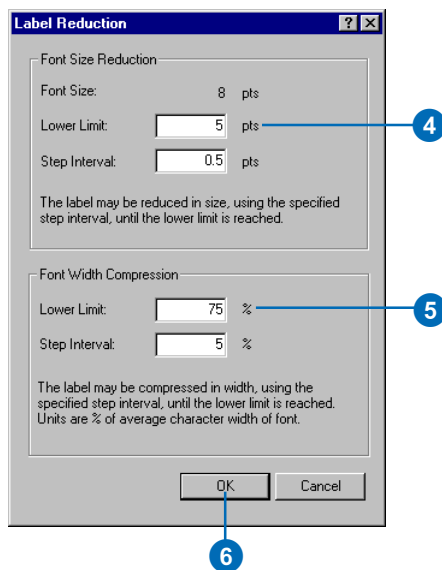 Label Reduction ? X
Font Size Reduction
Font Size: 8 pts
Lower Limit: 5 pts 4
Step Interval: 0.5 pts
The label may be reduced in size, using the specified
step interval, until the lower limit is reached.
Font Width Compression
Lower Limit: 75 % 5
Step Interval: 5 %
The label may be compressed in width, using the
specified step interval, until the lower limit is reached.
Units are % of average character width of font.
OK Cancel
6